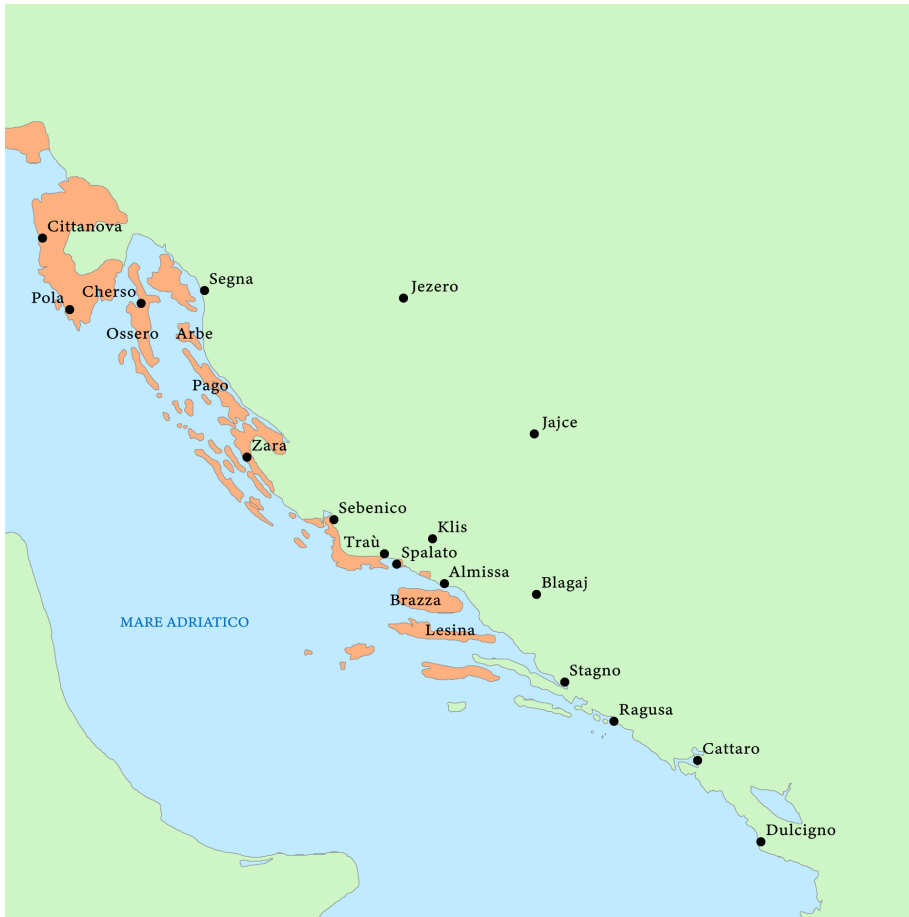 Cittanova
Segna
Cherso
Jezero
Pola
Ossero
Arbe
Pago
Jajce
Zara
Sebenico
Klis
Traù
Spalato
Almissa
Blagaj
Brazza
MARE ADRIATICO
Lesina
Stagno
Ragusa
Cattaro
Dulcigno